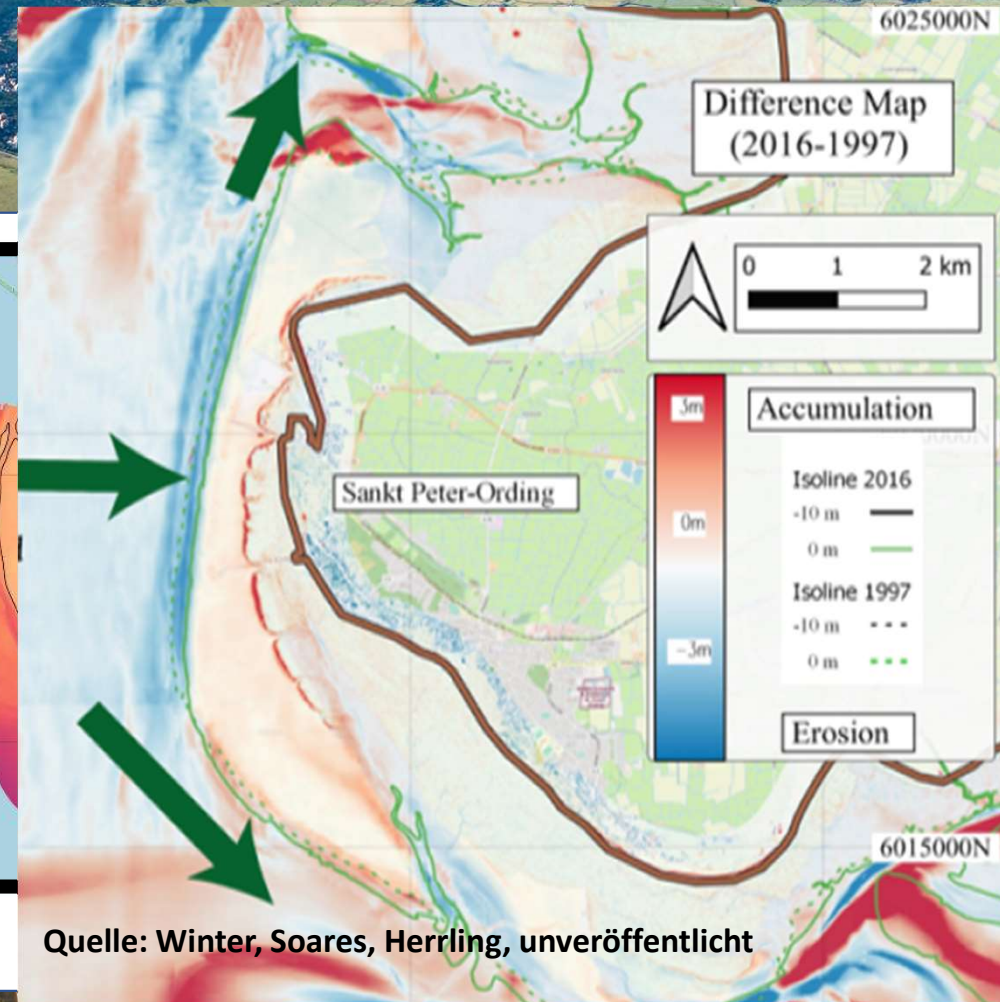 6025000N
Difference Map
(2016-1997)
0 1 2 km
3m
Accumulation
Isoline 2016
-10 m
0m
0 m
Sankt Peter-Ording
Isoline 1997
-10 m
-3m
0 m
Erosion
6015000N
Quelle: Winter, Soares, Herrling, unveröffentlicht